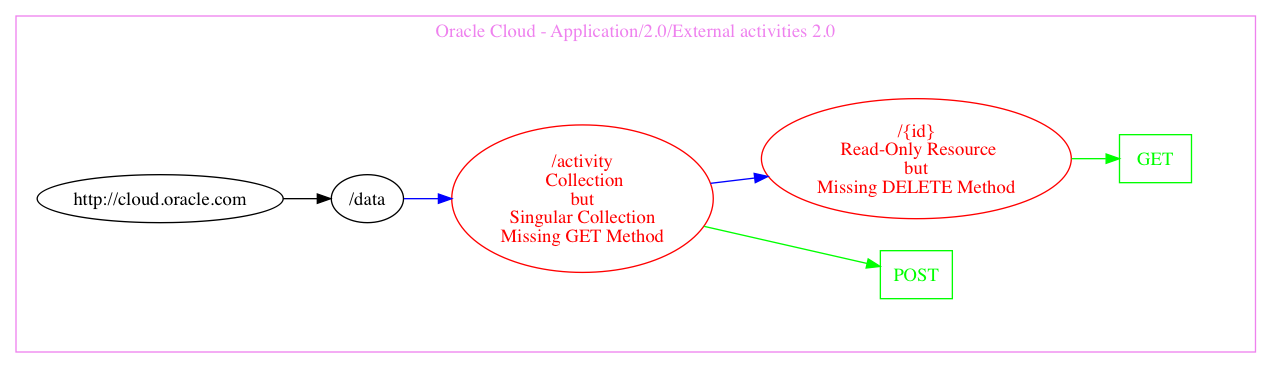 Oracle Cloud - Application/2.0/External activities 2.0
http://cloud.oracle.com
/data
/activity
Collection
but
Singular Collection
Missing GET Method
/{id}
Read-Only Resource
but
Missing DELETE Method
GET
POST